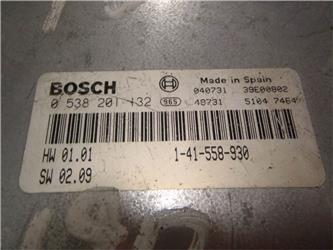 BOSCH
Made in Spain
040731 39E00802
0 538 201 132 965 48731 5104 7464
HW 01.01 1-41-558-930
SW 02.09